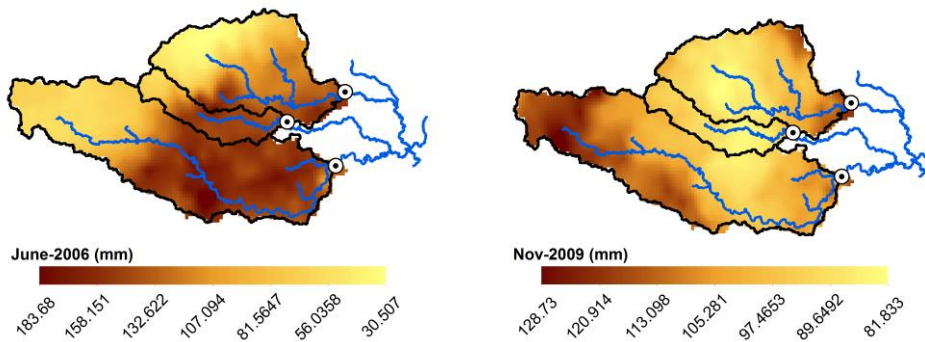 June-2006 (mm)
183.68 158.151 132.622 107.094 81.5647 56.0358 30.507
Nov-2009 (mm)
128.73 120.914 113.098 105.281 97.4653 89.6492 81.833